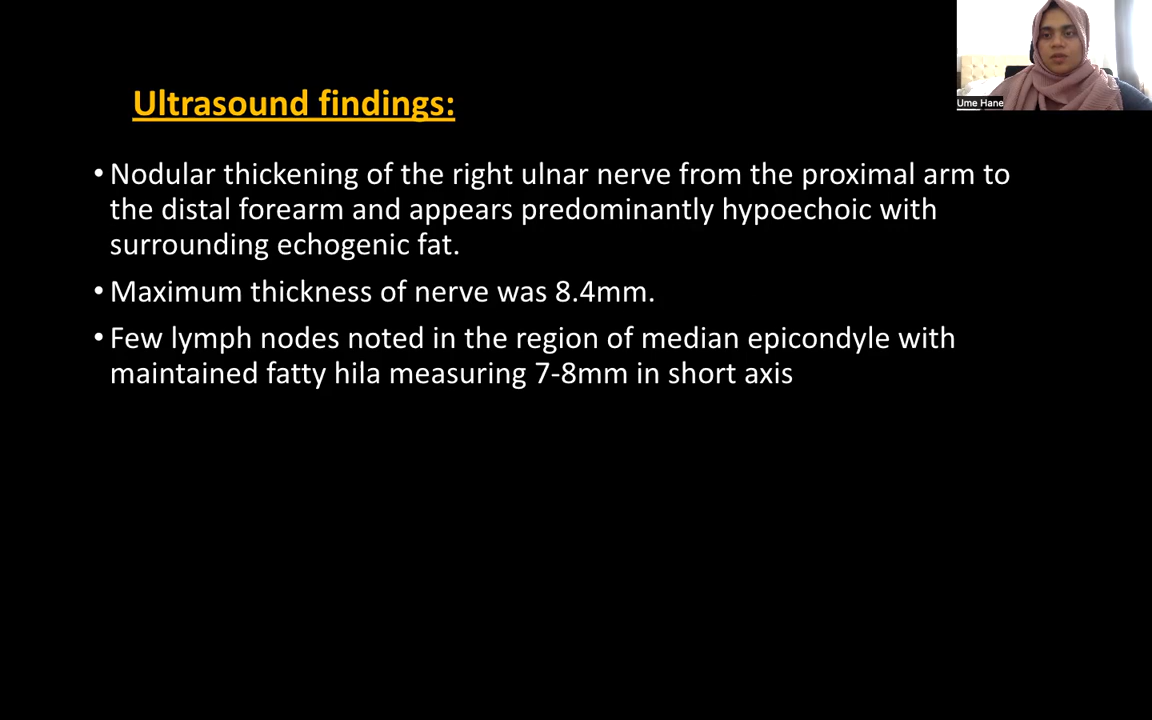 Ume Hane
Ultrasound findings:
• Nodular thickening of the right ulnar nerve from the proximal arm to
the distal forearm and appears predominantly hypoechoic with
surrounding echogenic fat.
• Maximum thickness of nerve was 8.4mm.
• Few lymph nodes noted in the region of median epicondyle with
maintained fatty hila measuring 7-8mm in short axis